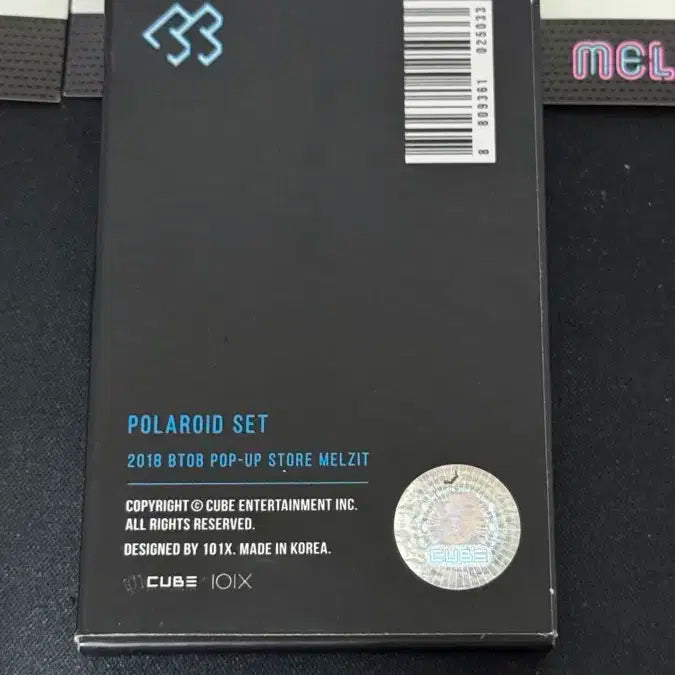 8 809361 025033
MEL
POLAROID SET
2018 BTOB POP-UP STORE MELZIT
COPYRIGHT © CUBE ENTERTAINMENT INC.
ALL RIGHTS RESERVED.
DESIGNED BY 101X. MADE IN KOREA.
CUBE 101X
CUBE